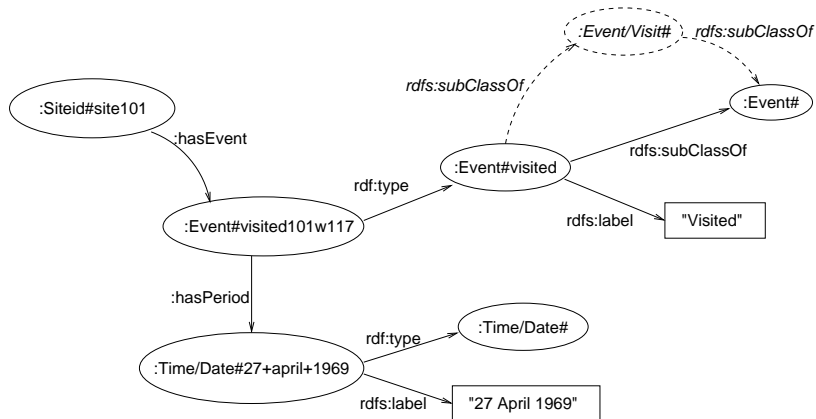 :Event/Visit#
rdfs:subClassOf
rdfs:subClassOf
:Siteid#site101
:Event#
:hasEvent
rdfs:subClassOf
:Event#visited
rdf:type
rdfs:label
"Visited"
:Event#visited101w117
:hasPeriod
:Time/Date#
rdf:type
:Time/Date#27+april+1969
rdfs:label
"27 April 1969"